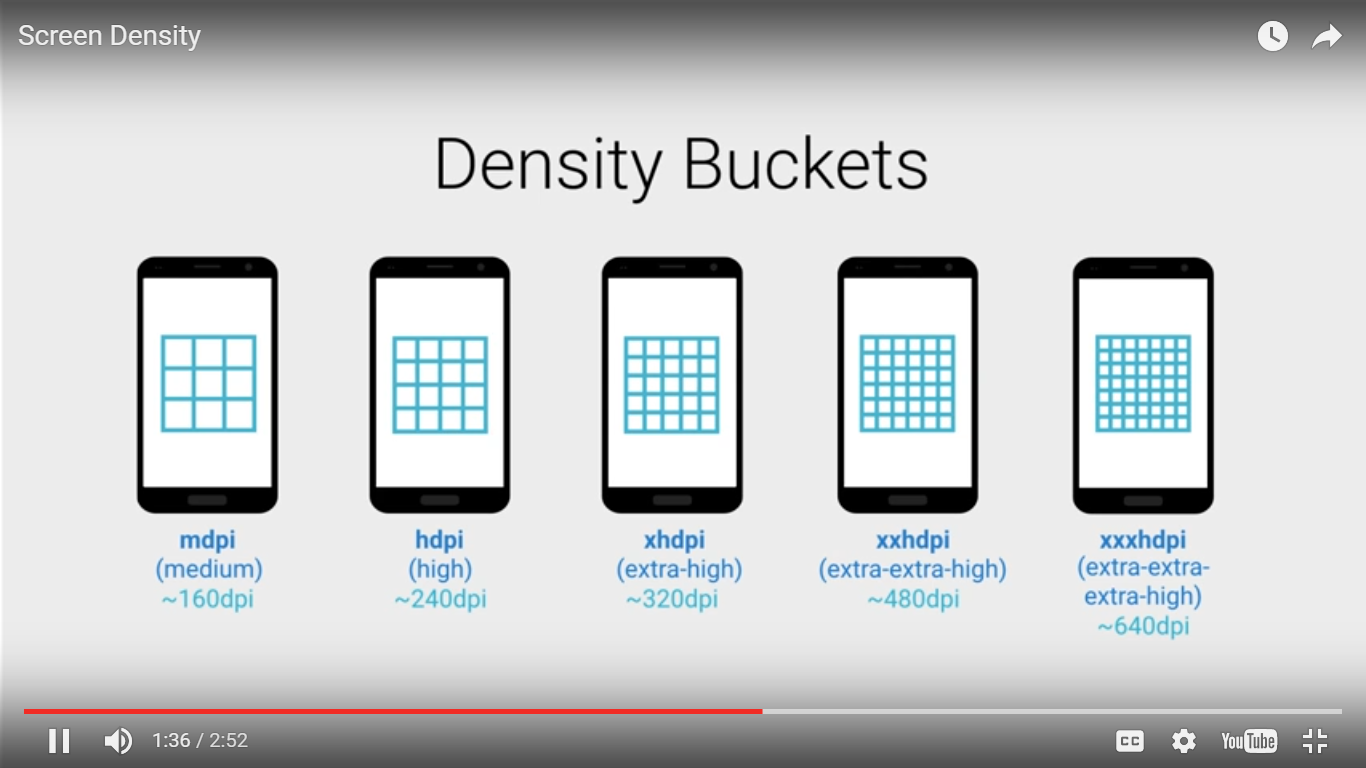 Screen Density
Density Buckets
mdpi
(medium)
~160dpi
hdpi
(high)
~240dpi
xhdpi
(extra-high)
~320dpi
xxhdpi
(extra-extra-high)
~480dpi
xxxhdpi
(extra-extra-
extra-high)
~640dpi
1:36 / 2:52
CC
YouTube